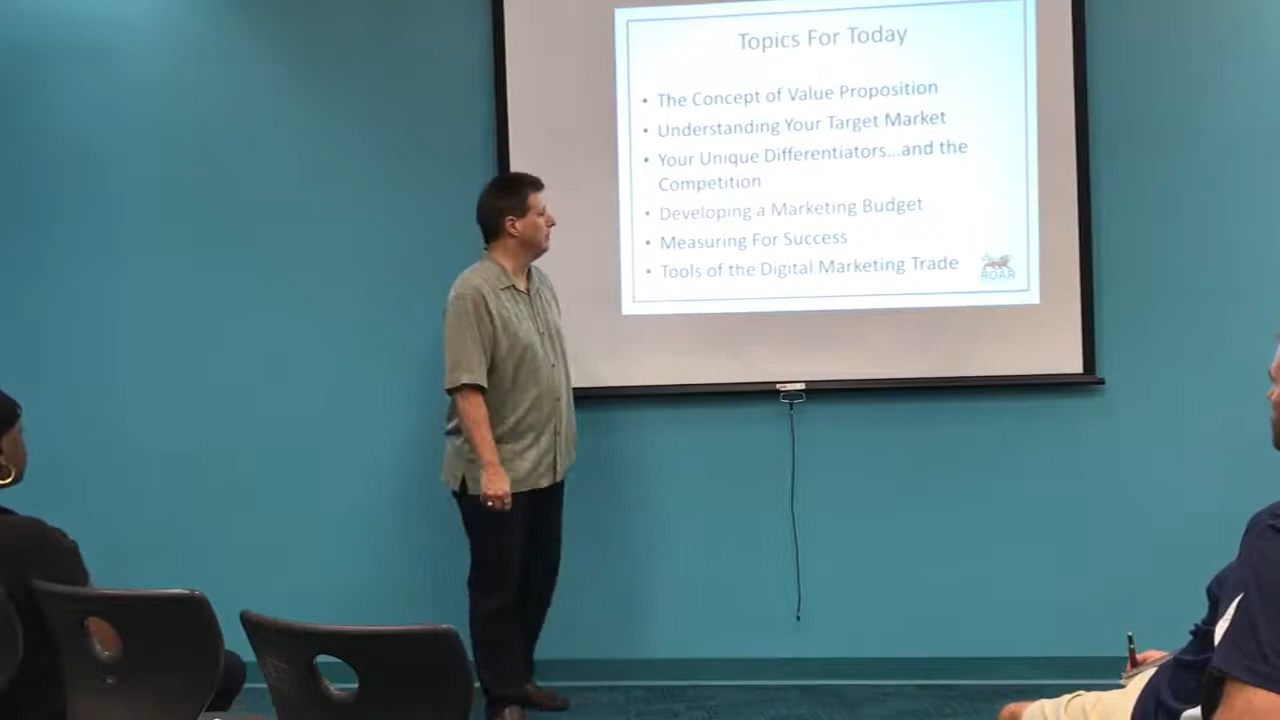 Topics For Today
• The Concept of Value Proposition
• Understanding Your Target Market
• Your Unique Differentiators...and the
Competition
• Developing a Marketing Budget
• Measuring For Success
• Tools of the Digital Marketing Trade
ROAR